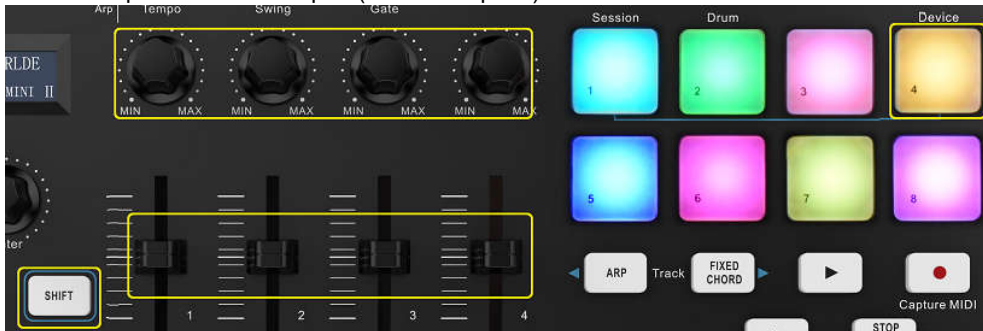 Arp Tempo Swing Gate
Session Drum Device
RLDE
MINI II
MIN MAX MIN MAX MIN MAX MIN MAX
1 2 3 4
5 6 7 8
ter
ARP Track FIXED CHORD
SHIFT
Capture MIDI
1 2 3 4
STOP